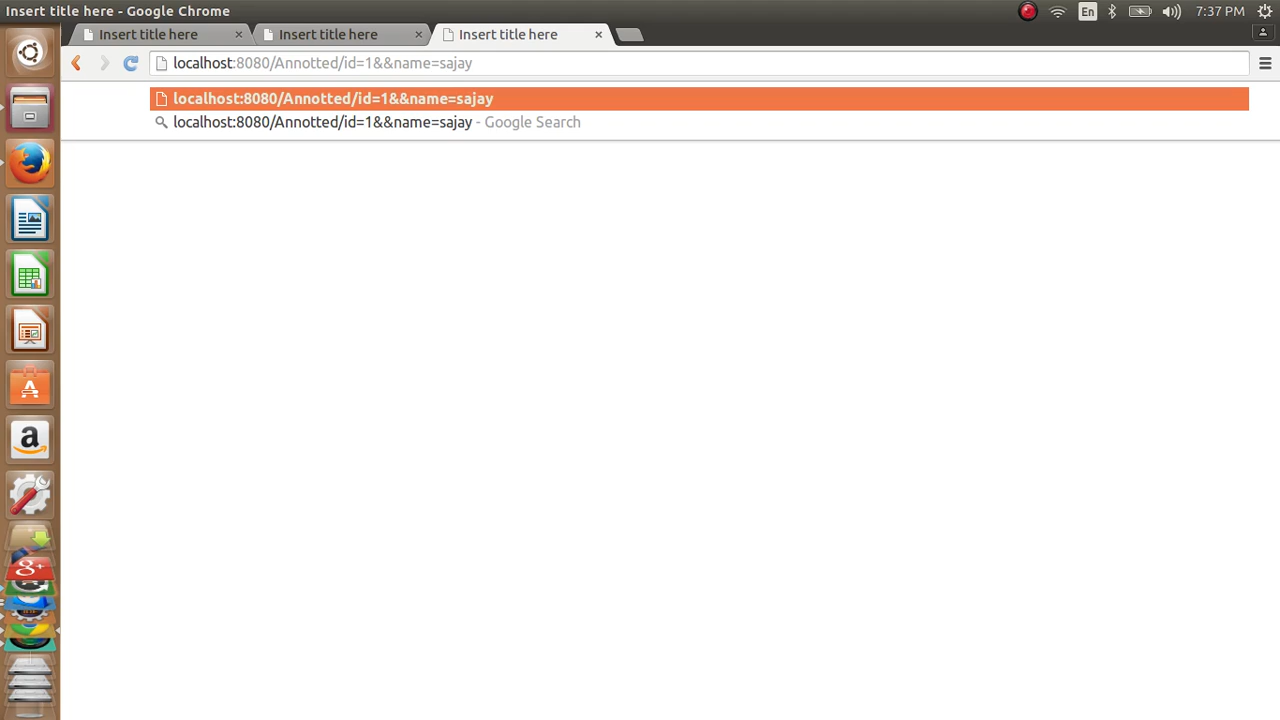 Insert title here - Google Chrome
En
7:37 PM
Insert title here
Insert title here
Insert title here
localhost:8080/Annotted/id=1&&name=sajay
localhost:8080/Annotted/id=1&&name=sajay
localhost:8080/Annotted/id=1&&name=sajay - Google Search
A
a
g+